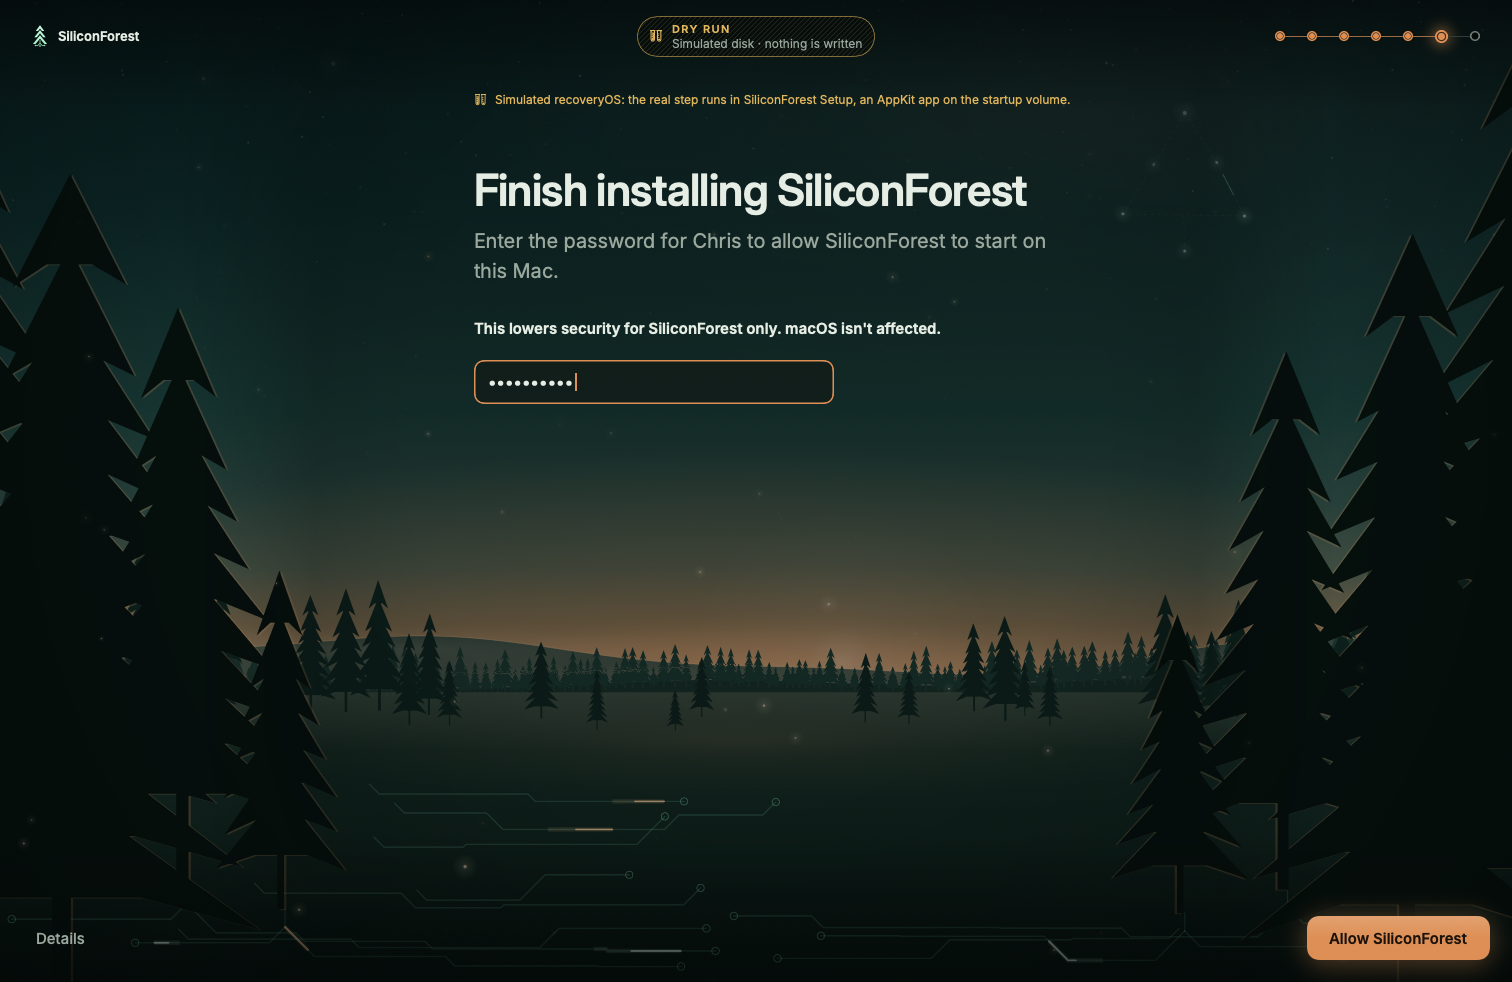 SiliconForest
DRY RUN
Simulated disk · nothing is written
Simulated recoveryOS: the real step runs in SiliconForest Setup, an AppKit app on the startup volume.
Finish installing SiliconForest
Enter the password for Chris to allow SiliconForest to start on
this Mac.
This lowers security for SiliconForest only. macOS isn't affected.
Details
Allow SiliconForest